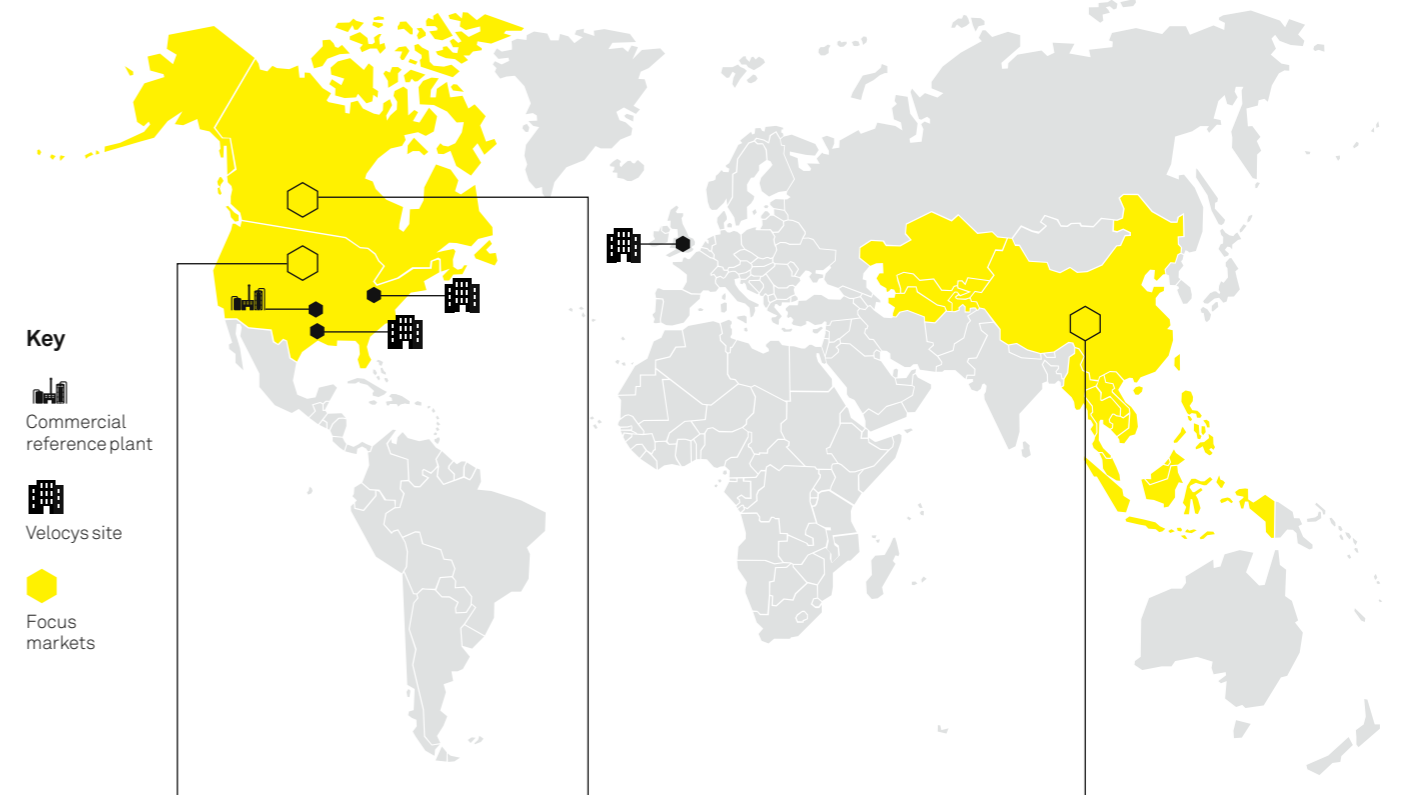 Key
Commercial
reference plant
Velocys site
Focus
markets